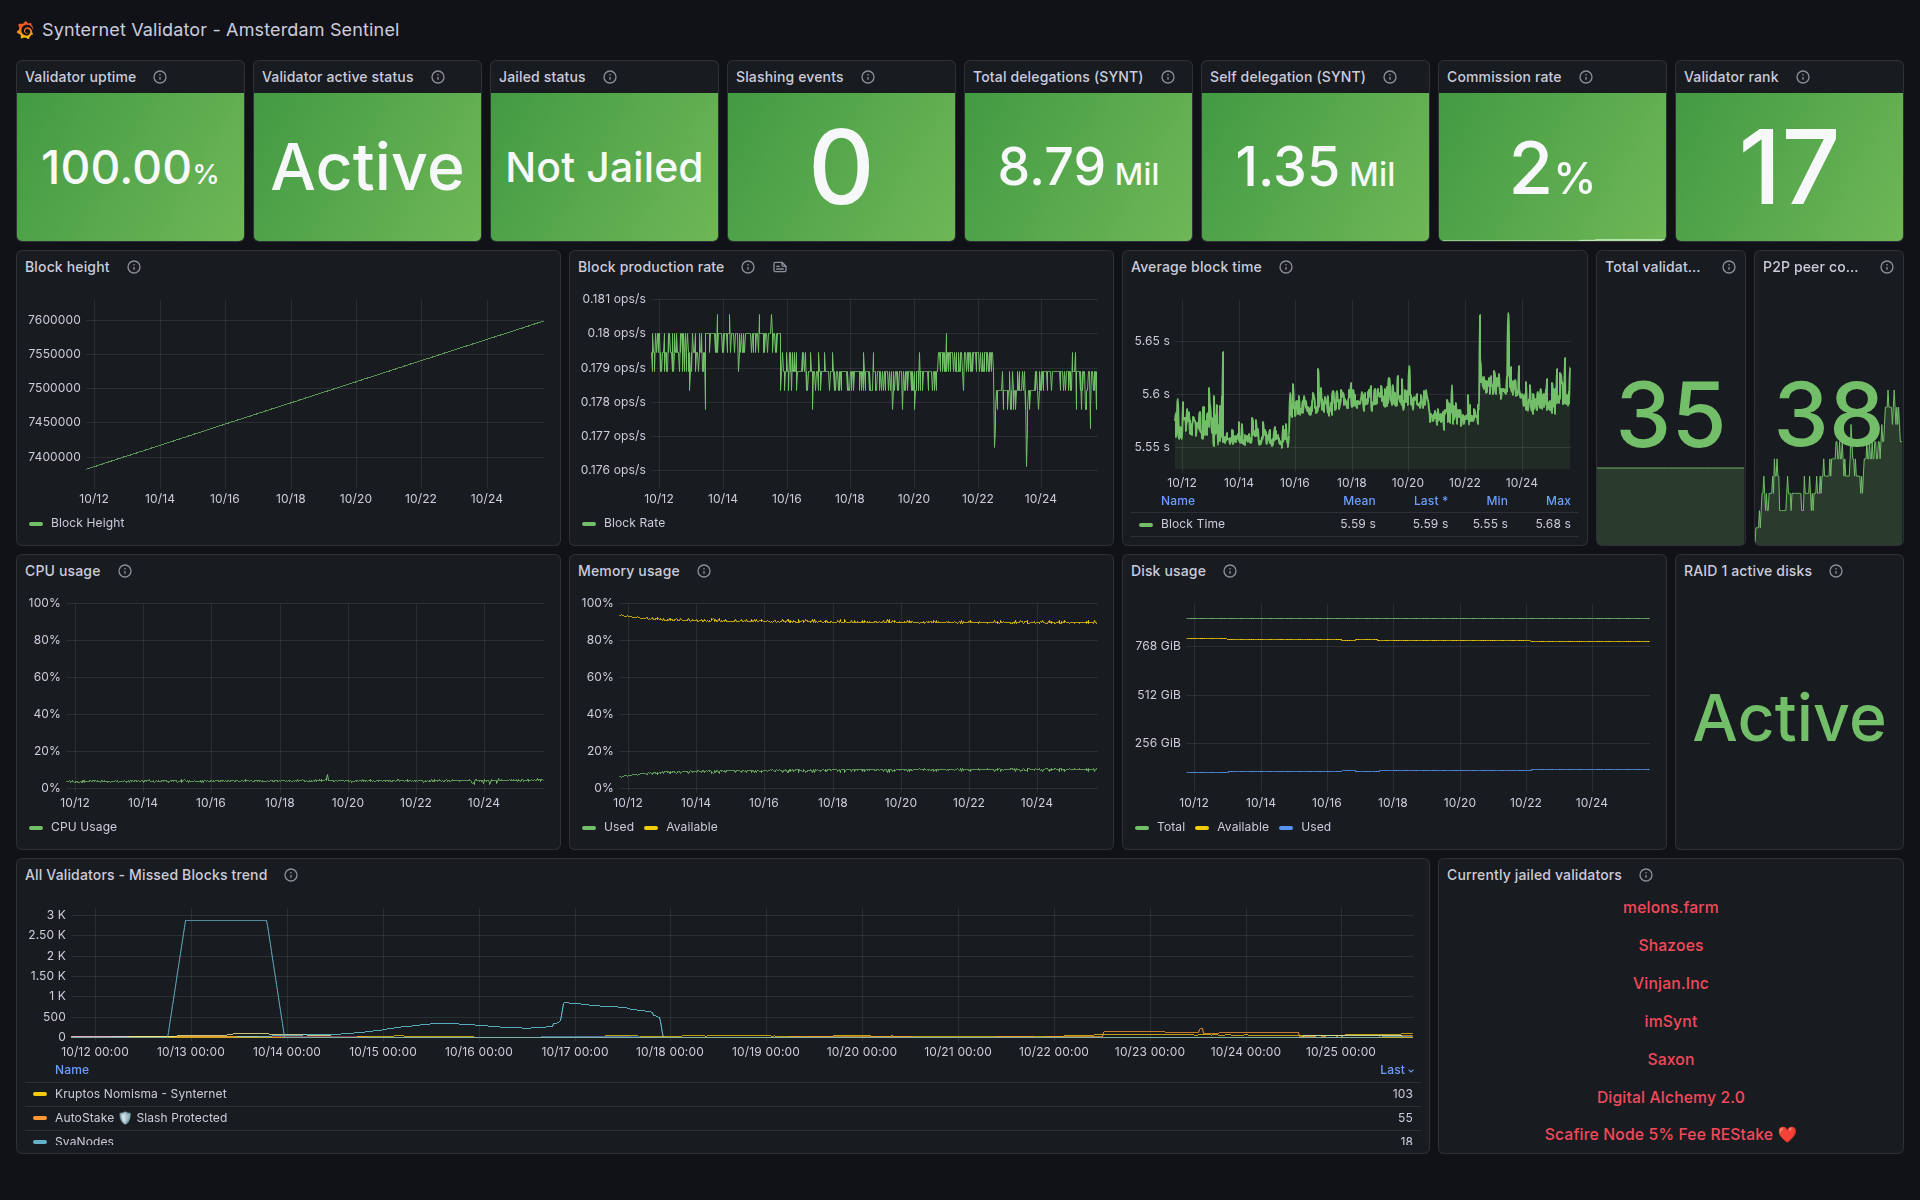 Synternet Validator - Amsterdam Sentinel
Validator uptime
100.00%
Validator active status
Active
Jailed status
Not Jailed
Slashing events
0
Total delegations (SYNT)
8.79 Mil
Self delegation (SYNT)
1.35 Mil
Commission rate
2%
Validator rank
17
Block height
7600000
7550000
7500000
7450000
7400000
10/12 10/14 10/16 10/18 10/20 10/22 10/24
Block Height
Block production rate
0.181 ops/s
0.18 ops/s
0.179 ops/s
0.178 ops/s
0.177 ops/s
0.176 ops/s
10/12 10/14 10/16 10/18 10/20 10/22 10/24
Block Rate
Average block time
5.65 s
5.6 s
5.55 s
10/12 10/14 10/16 10/18 10/20 10/22 10/24
Name Mean Last * Min Max
Block Time 5.59 s 5.59 s 5.55 s 5.68 s
Total validat...
35
P2P peer co...
38
CPU usage
100%
80%
60%
40%
20%
0%
10/12 10/14 10/16 10/18 10/20 10/22 10/24
CPU Usage
Memory usage
100%
80%
60%
40%
20%
0%
10/12 10/14 10/16 10/18 10/20 10/22 10/24
Used Available
Disk usage
768 GiB
512 GiB
256 GiB
10/12 10/14 10/16 10/18 10/20 10/22 10/24
Total Available Used
RAID 1 active disks
Active
All Validators - Missed Blocks trend
3 K
2.50 K
2 K
1.50 K
1 K
500
0
10/12 00:00 10/13 00:00 10/14 00:00 10/15 00:00 10/16 00:00 10/17 00:00 10/18 00:00 10/19 00:00 10/20 00:00 10/21 00:00 10/22 00:00 10/23 00:00 10/24 00:00 10/25 00:00
Name Last
Kruptos Nomisma - Synternet 103
AutoStake 🛡️ Slash Protected 55
SvaNodes 18
Currently jailed validators
melons.farm
Shazoes
Vinjan.Inc
imSynt
Saxon
Digital Alchemy 2.0
Scafire Node 5% Fee REStake ❤️